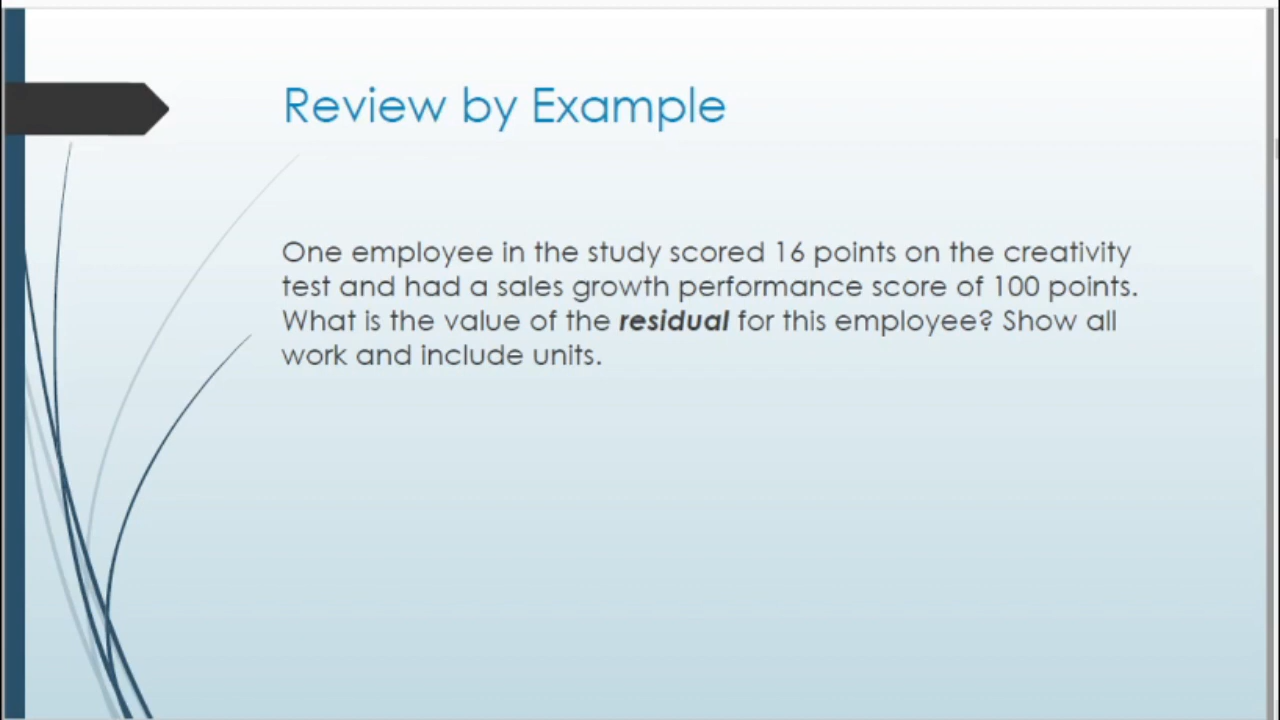 Review by Example
One employee in the study scored 16 points on the creativity
test and had a sales growth performance score of 100 points.
What is the value of the residual for this employee? Show all
work and include units.